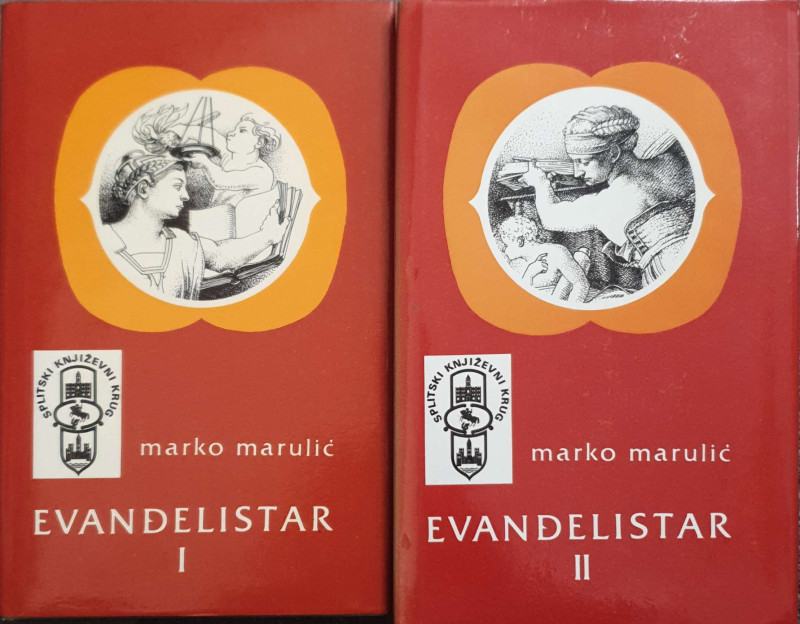 SPLITSKI KNJIŽEVNI KRUG
marko marulić
EVANĐELISTAR
I
SPLITSKI KNJIŽEVNI KRUG
marko marulić
EVANĐELISTAR
II